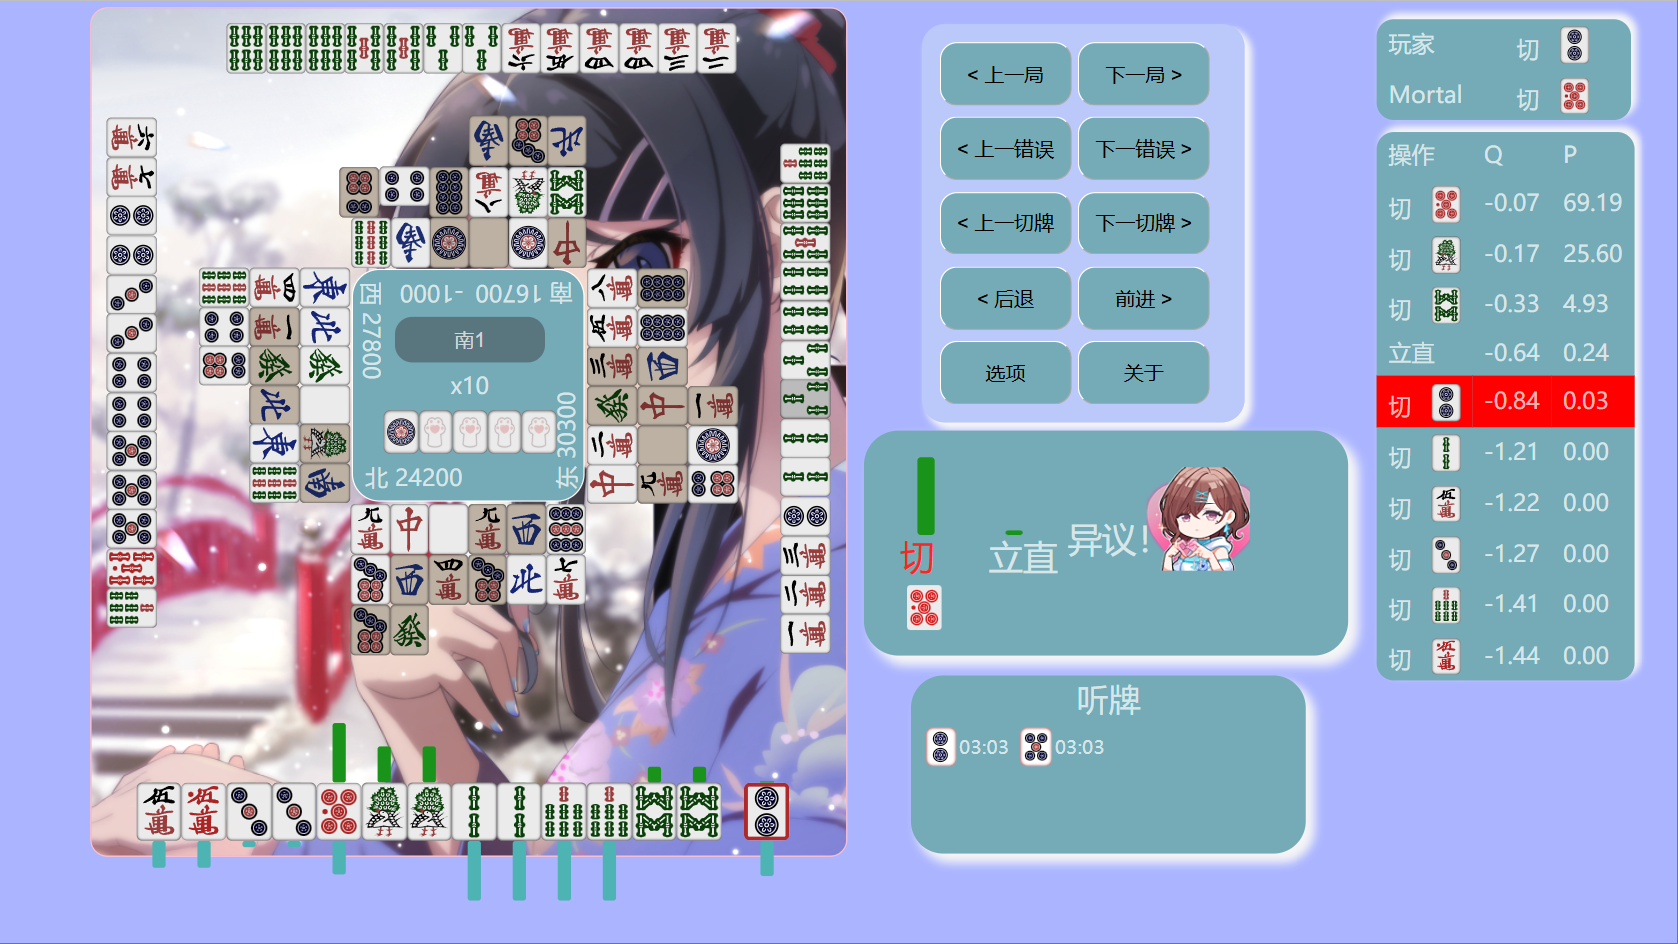 南 16700 -1000
西 27800
南1
x10
东 30300
北 24200
< 上一局
下一局 >
< 上一错误
下一错误 >
< 上一切牌
下一切牌 >
< 后退
前进 >
选项
关于
切
立直
异议!
听牌
03:03
03:03
玩家 切
Mortal 切
操作 Q P
切 -0.07 69.19
切 -0.17 25.60
切 -0.33 4.93
立直 -0.64 0.24
切 -0.84 0.03
切 -1.21 0.00
切 -1.22 0.00
切 -1.27 0.00
切 -1.41 0.00
切 -1.44 0.00